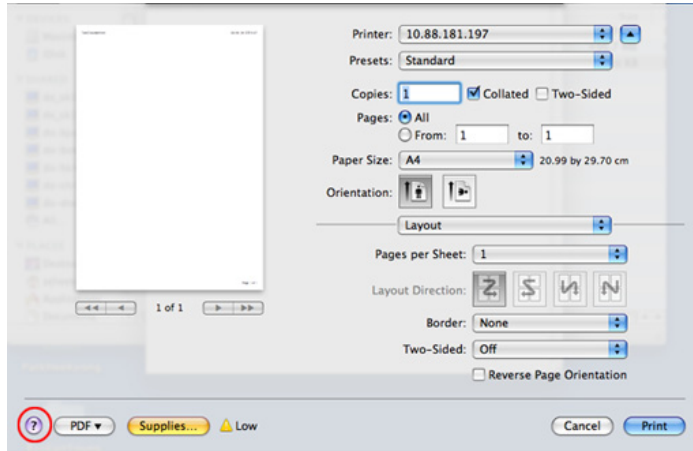 Printer: 10.88.181.197
Presets: Standard
Copies: 1 Collated Two-Sided
Pages: All
From: 1 to: 1
Paper Size: A4 20.99 by 29.70 cm
Orientation:
Layout
Pages per Sheet: 1
Layout Direction:
1 of 1
Border: None
Two-Sided: Off
Reverse Page Orientation
? PDF Supplies... Low Cancel Print